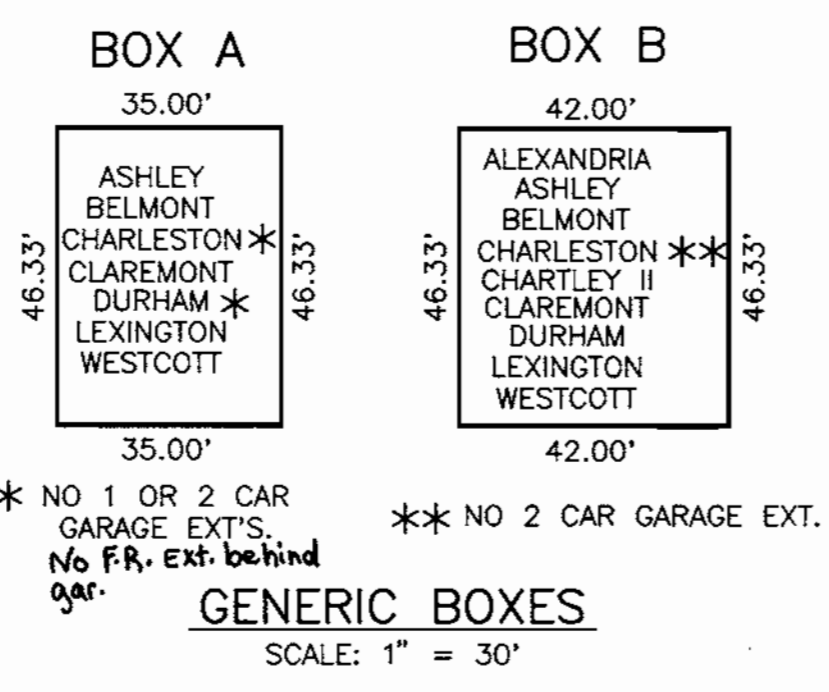 BOX A
35.00'
46.33'
ASHLEY
BELMONT
CHARLESTON *
CLAREMONT
DURHAM *
LEXINGTON
WESTCOTT
46.33'
35.00'
* NO 1 OR 2 CAR
GARAGE EXT'S.
No F.R. Ext. behind
gar.
BOX B
42.00'
46.33'
ALEXANDRIA
ASHLEY
BELMONT
CHARLESTON **
CHARTLEY II
CLAREMONT
DURHAM
LEXINGTON
WESTCOTT
46.33'
42.00'
** NO 2 CAR GARAGE EXT.
GENERIC BOXES
SCALE: 1" = 30'